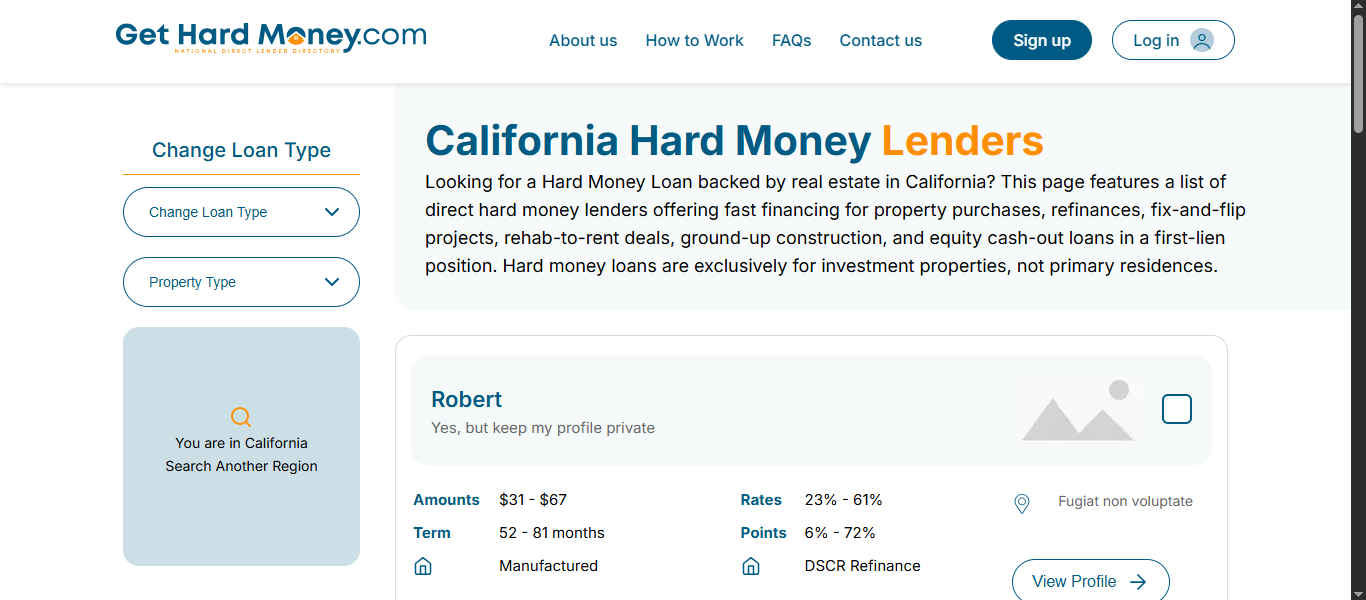 Get Hard Money.com
NATIONAL DIRECT LENDER DIRECTORY
About us
How to Work
FAQs
Contact us
Sign up
Log in
Change Loan Type
Change Loan Type
Property Type
You are in California
Search Another Region
California Hard Money Lenders
Looking for a Hard Money Loan backed by real estate in California? This page features a list of
direct hard money lenders offering fast financing for property purchases, refinances, fix-and-flip
projects, rehab-to-rent deals, ground-up construction, and equity cash-out loans in a first-lien
position. Hard money loans are exclusively for investment properties, not primary residences.
Robert
Yes, but keep my profile private
Amounts $31 - $67
Rates 23% - 61%
Fugiat non voluptate
Term 52 - 81 months
Points 6% - 72%
Manufactured
DSCR Refinance
View Profile